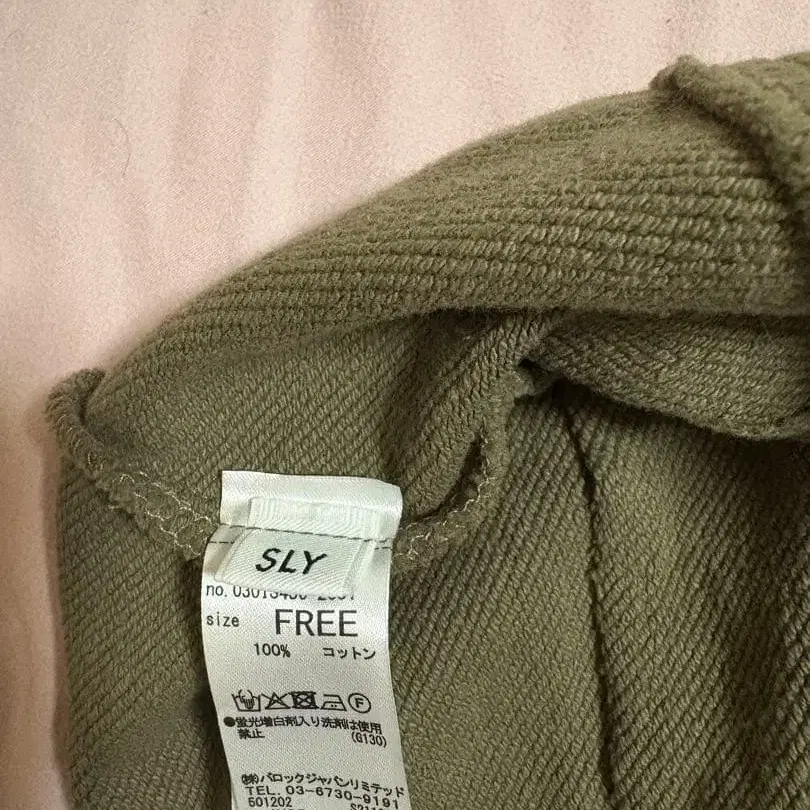 SLY
size FREE
100% コットン
●蛍光増白剤入り洗剤は使用
禁止 (G130)
(株)バロックジャパンリミテッド
TEL. 03-6730-9191
501202